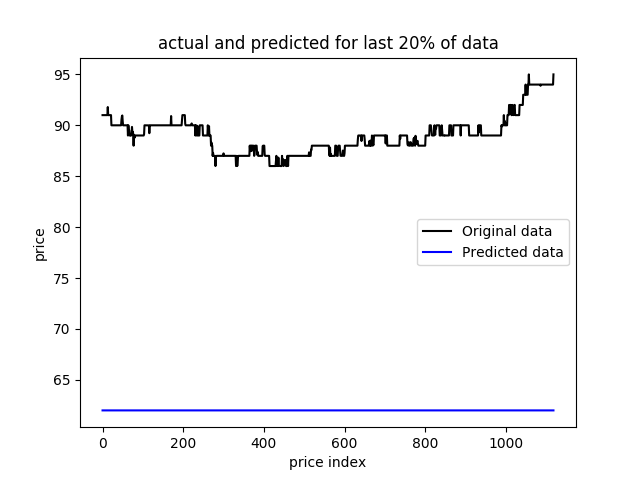 actual and predicted for last 20% of data
95
90
85
80
75
70
65
price
Original data
Predicted data
0
200
400
600
800
1000
price index